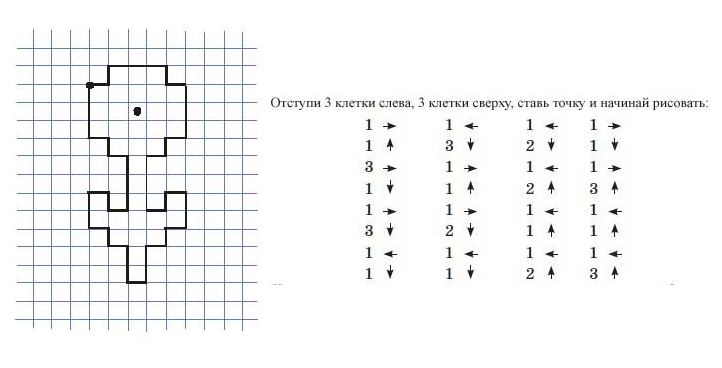 Отступи 3 клетки слева, 3 клетки сверху, ставь точку и начинай рисовать:
1 → 1 ← 1 ← 1 →
1 ↑ 3 ↓ 2 ↓ 1 ↓
3 → 1 → 1 ← 1 →
1 ↓ 1 ↑ 2 ↑ 3 ↑
1 → 1 → 1 ← 1 ←
3 ↓ 2 ↓ 1 ↑ 1 ↑
1 ← 1 ← 1 ← 1 ←
1 ↓ 1 ↓ 2 ↑ 3 ↑